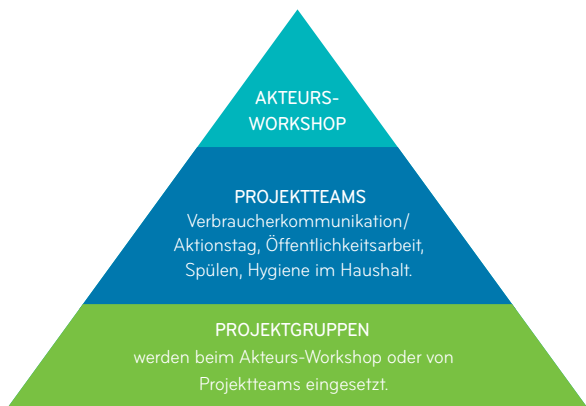 AKTEURS-
WORKSHOP
PROJEKTTEAMS
Verbraucherkommunikation/
Aktionstag, Öffentlichkeitsarbeit,
Spülen, Hygiene im Haushalt.
PROJEKTGRUPPEN
werden beim Akteurs-Workshop oder von
Projektteams eingesetzt.